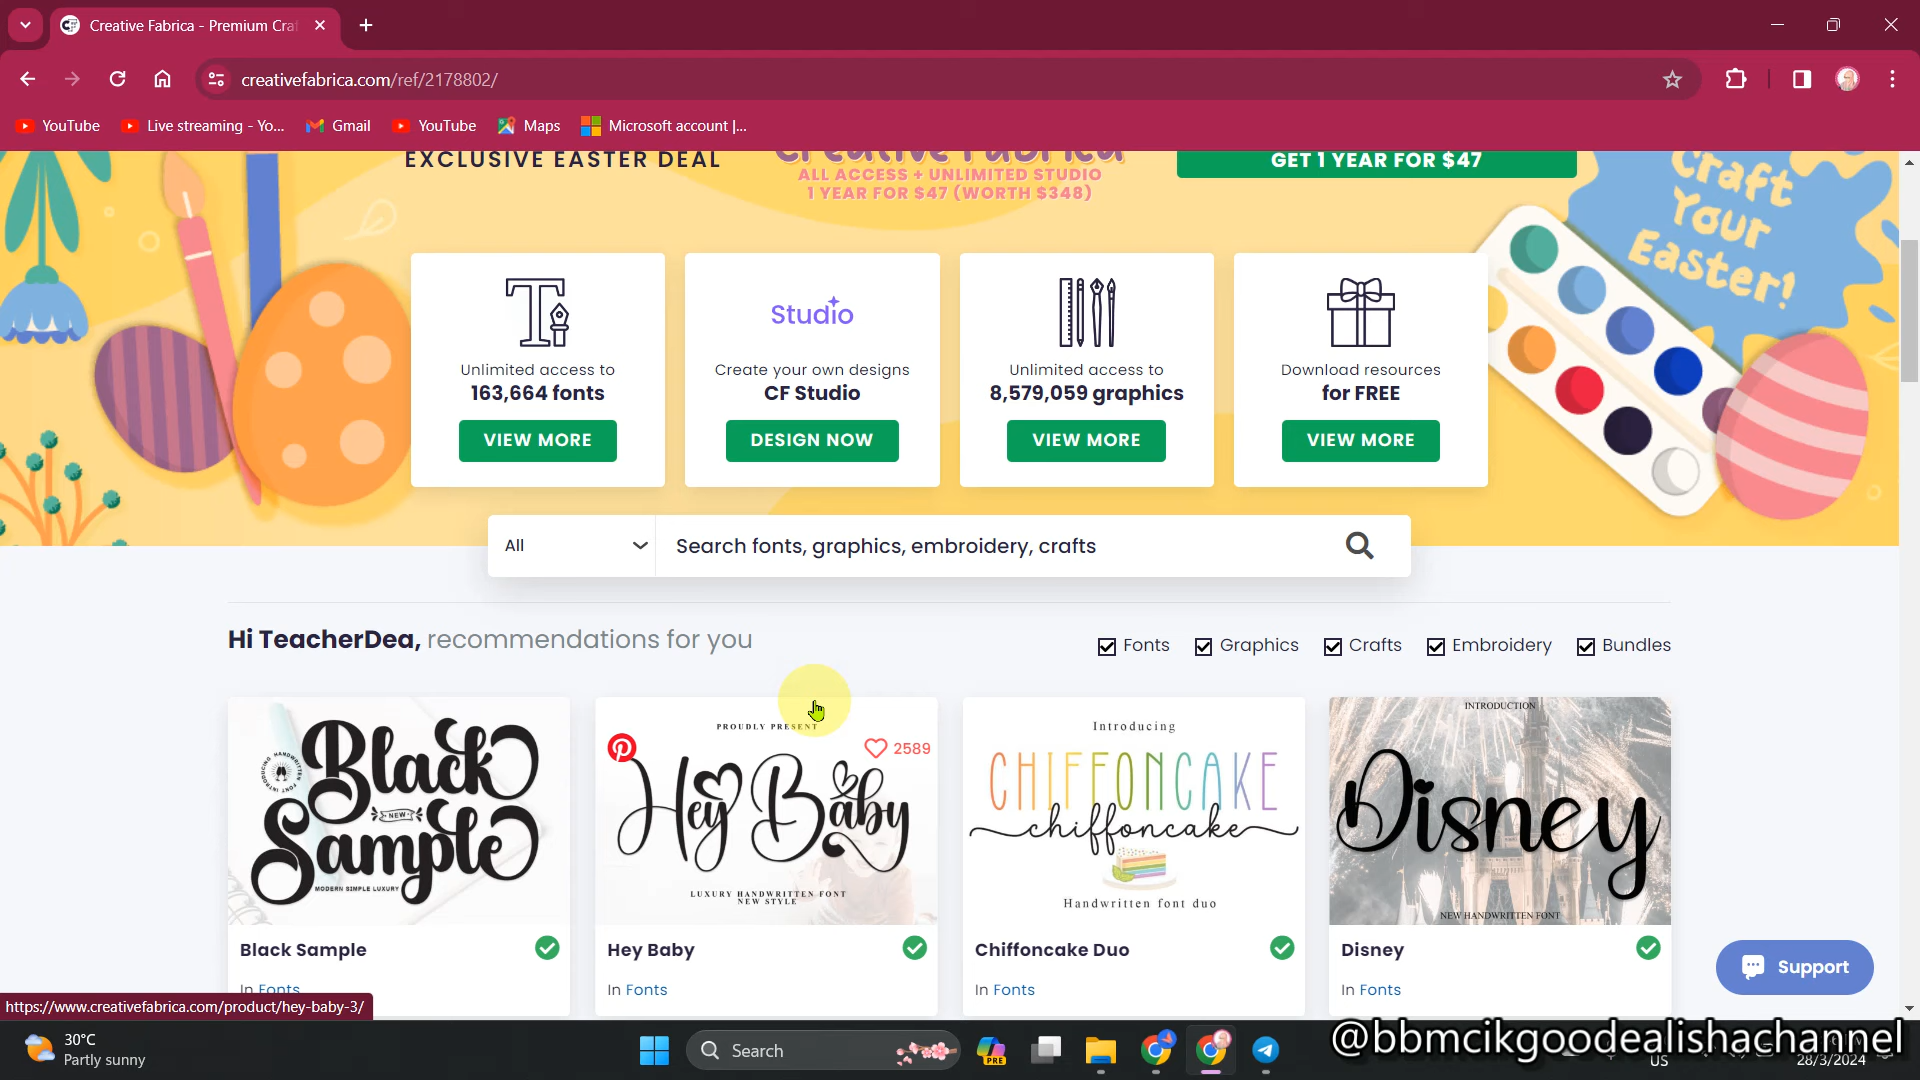 Creative Fabrica - Premium Cra
creativefabrica.com/ref/2178802/
YouTube
Live streaming - Yo...
Gmail
YouTube
Maps
Microsoft account |...
EXCLUSIVE EASTER DEAL
Creative Fabrica
GET 1 YEAR FOR $47
ALL ACCESS + UNLIMITED STUDIO
1 YEAR FOR $47 (WORTH $348)
Craft
Your
Easter!
Unlimited access to
163,664 fonts
VIEW MORE
Studio
Create your own designs
CF Studio
DESIGN NOW
Unlimited access to
8,579,059 graphics
VIEW MORE
Download resources
for FREE
VIEW MORE
All
Search fonts, graphics, embroidery, crafts
Hi TeacherDea, recommendations for you
Fonts
Graphics
Crafts
Embroidery
Bundles
Black
NEW
Sample
MODERN SIMPLE LUXURY
PROUDLY PRESENT
2589
Hey Baby
LUXURY HANDWRITTEN FONT
NEW STYLE
Introducing
CHIFFONCAKE
chiffoncake
Handwritten font duo
INTRODUCTION
Disney
NEW HANDWRITTEN FONT
Black Sample
In Fonts
Hey Baby
In Fonts
Chiffoncake Duo
In Fonts
Disney
In Fonts
Support
https://www.creativefabrica.com/product/hey-baby-3/
30°C
Partly sunny
Search
PRE
@bbmcikgoodealishachannel
US
28/3/2024